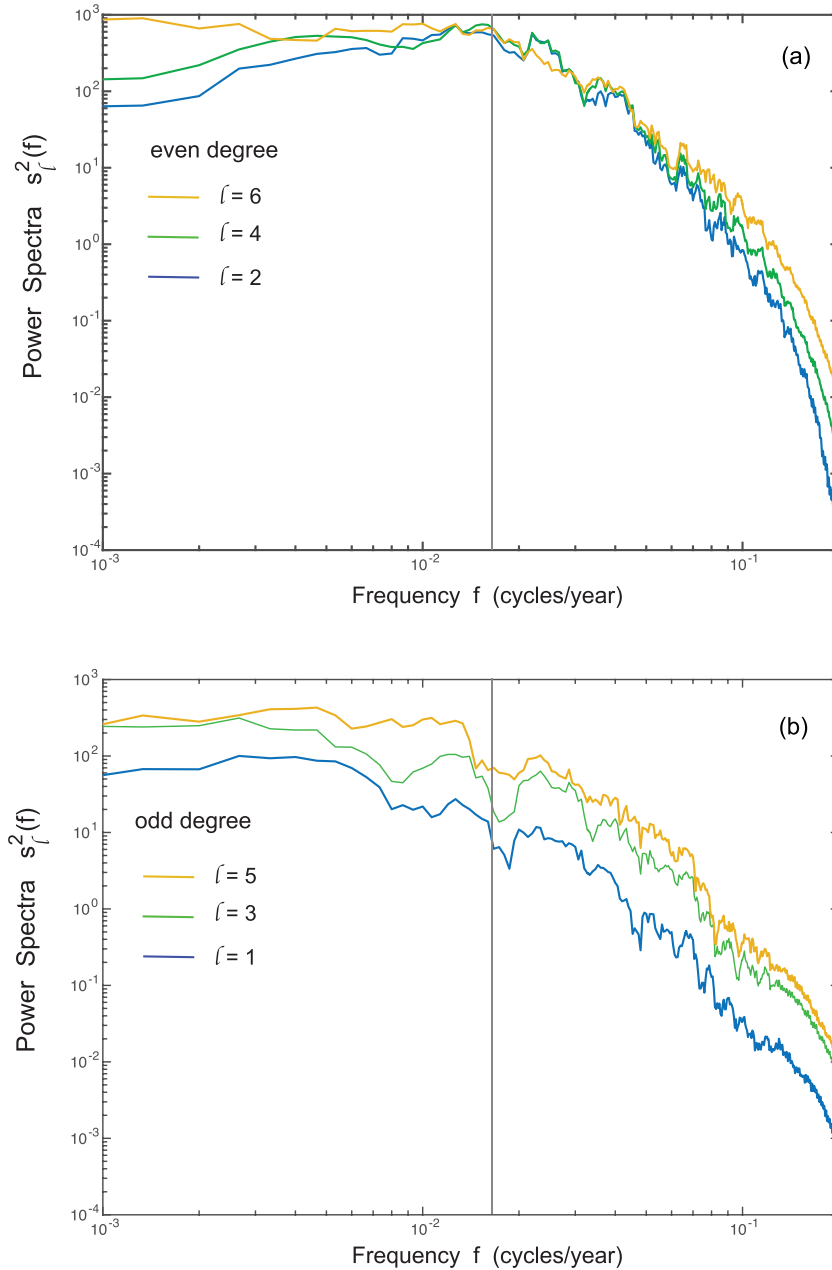 10³
(a)
10²
even degree
10¹
ℓ = 6
ℓ = 4
10⁰
ℓ = 2
10⁻¹
10⁻²
10⁻³
10⁻⁴
Power Spectra s²ℓ(f)
10⁻³ 10⁻² 10⁻¹
Frequency f (cycles/year)
10³
(b)
10²
odd degree
10¹
ℓ = 5
10⁰
ℓ = 3
ℓ = 1
10⁻¹
10⁻²
10⁻³
10⁻⁴
Power Spectra s²ℓ(f)
10⁻³ 10⁻² 10⁻¹
Frequency f (cycles/year)